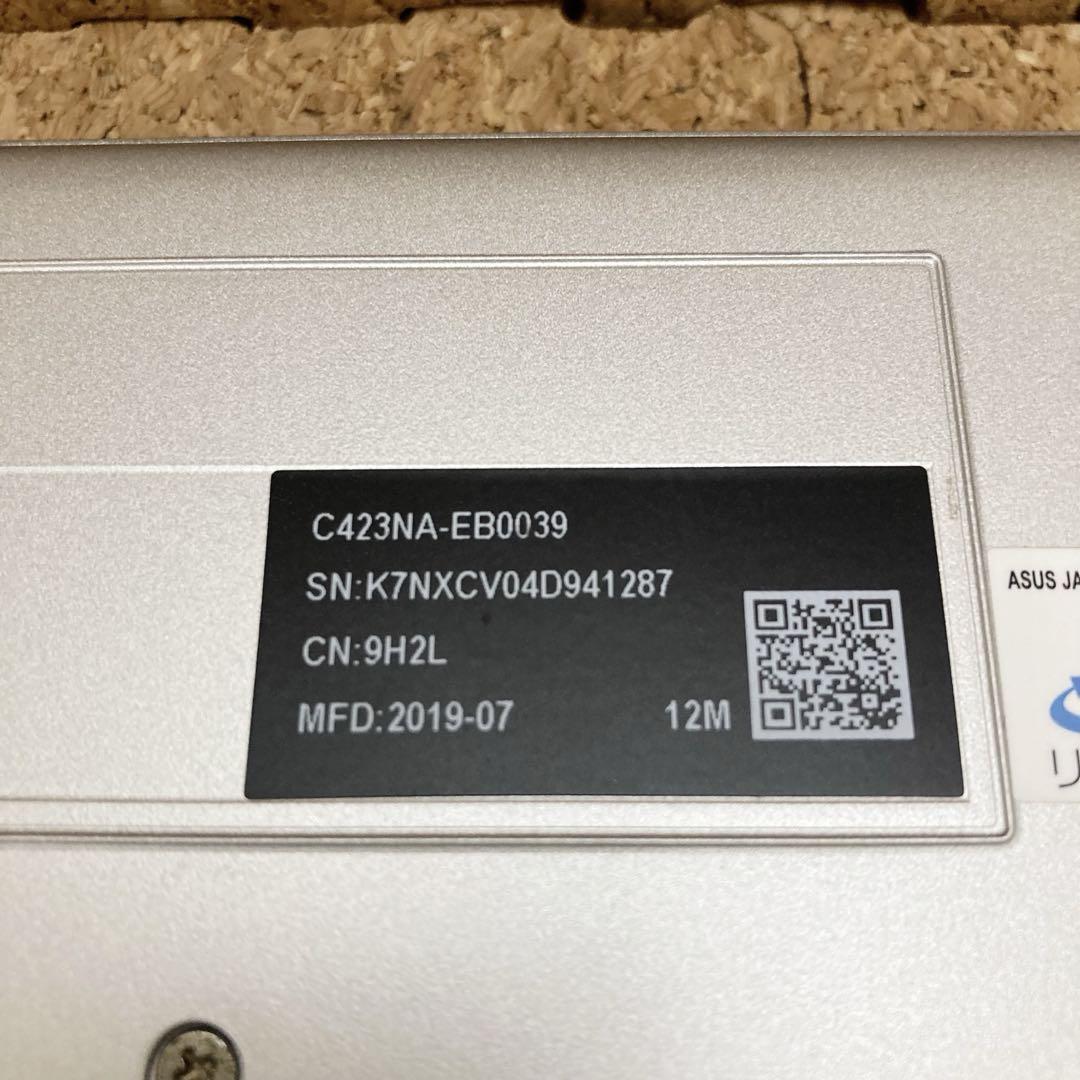 C423NA-EB0039
SN:K7NXCV04D941287
CN:9H2L
MFD:2019-07 12M
ASUS JA
リ